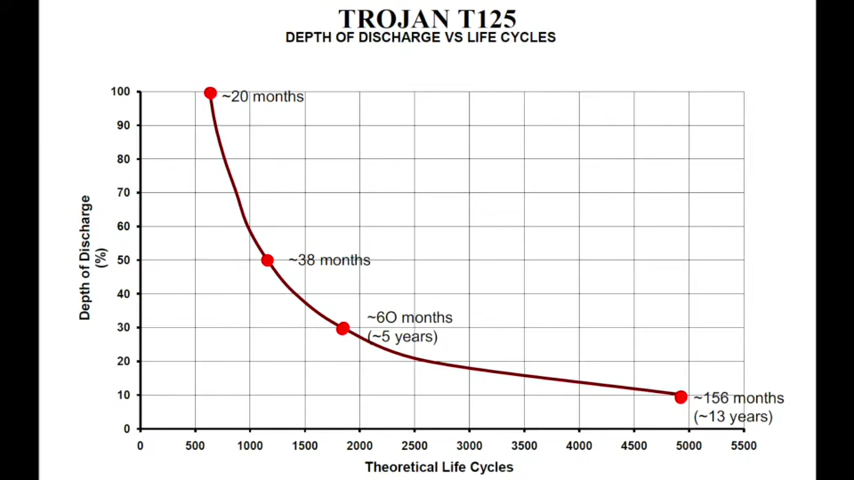 TROJAN T125
DEPTH OF DISCHARGE VS LIFE CYCLES
100
~20 months
90
80
70
60
50
~38 months
40
~6O months
30
(~5 years)
20
10
~156 months
(~13 years)
0
Depth of Discharge
(%)
0 500 1000 1500 2000 2500 3000 3500 4000 4500 5000 5500
Theoretical Life Cycles